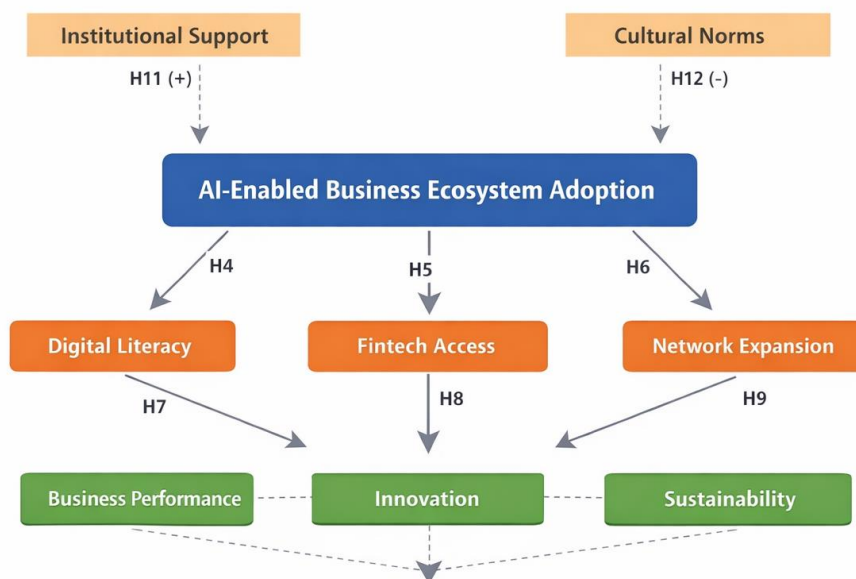 Institutional Support
Cultural Norms
H11 (+)
H12 (-)
AI-Enabled Business Ecosystem Adoption
H4
H5
H6
Digital Literacy
Fintech Access
Network Expansion
H7
H8
H9
Business Performance
Innovation
Sustainability